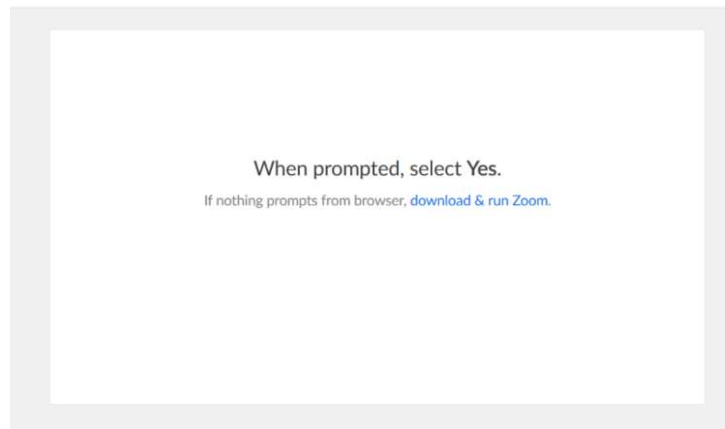 When prompted, select Yes.
If nothing prompts from browser, download & run Zoom.